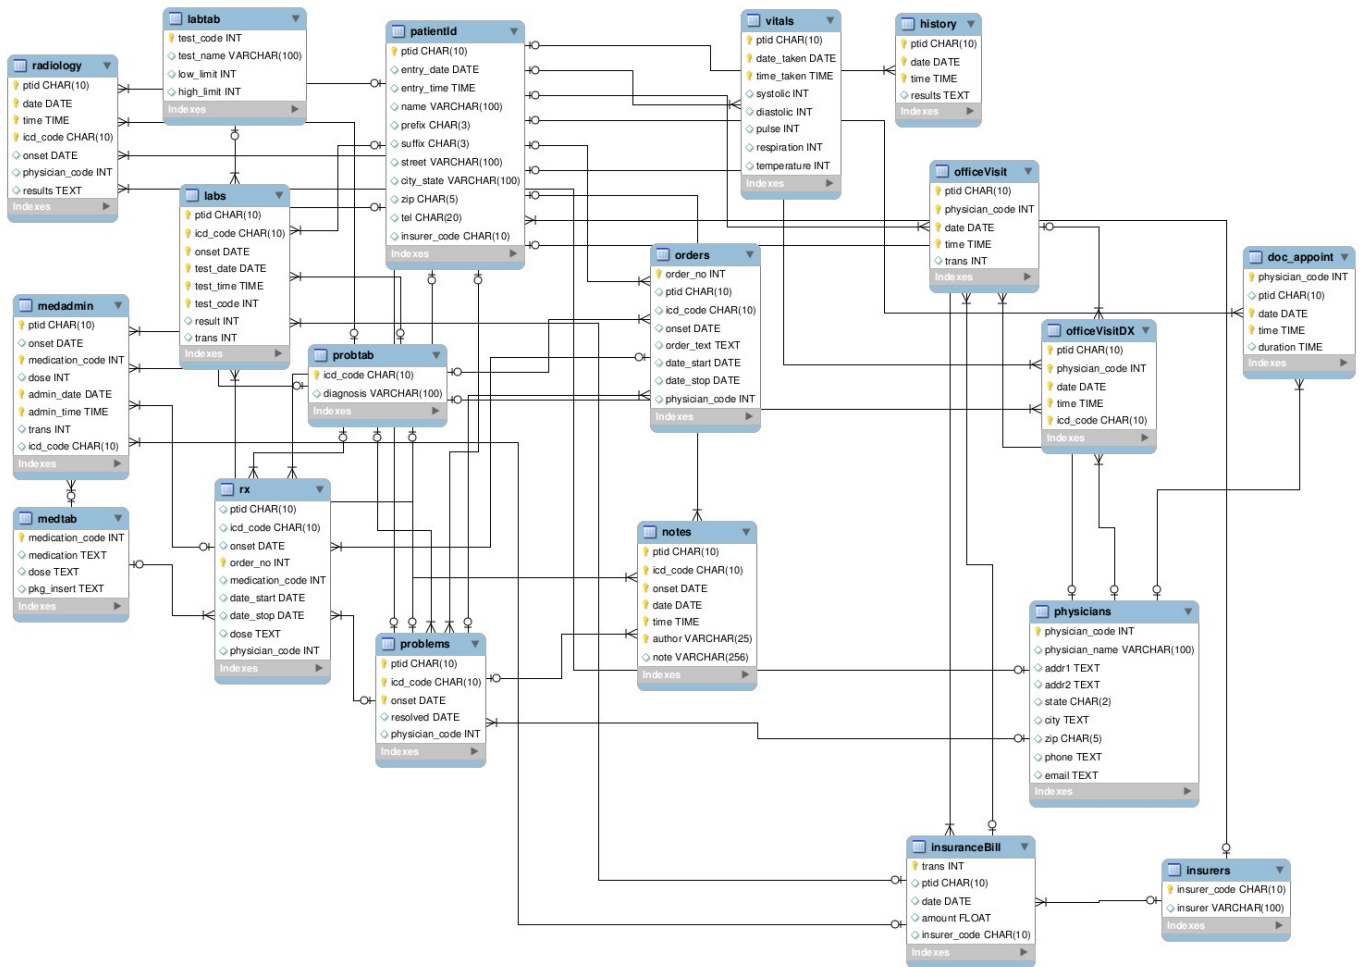 labtab
test_code INT
test_name VARCHAR(100)
low_limit INT
high_limit INT
Indexes
patientId
ptid CHAR(10)
entry_date DATE
entry_time TIME
name VARCHAR(100)
prefix CHAR(3)
suffix CHAR(3)
street VARCHAR(100)
city_state VARCHAR(100)
zip CHAR(5)
tel CHAR(20)
insurer_code CHAR(10)
Indexes
vitals
ptid CHAR(10)
date_taken DATE
time_taken TIME
systolic INT
diastolic INT
pulse INT
respiration INT
temperature INT
Indexes
history
ptid CHAR(10)
date DATE
time TIME
results TEXT
Indexes
radiology
ptid CHAR(10)
date DATE
time TIME
icd_code CHAR(10)
onset DATE
physician_code INT
results TEXT
Indexes
labs
ptid CHAR(10)
icd_code CHAR(10)
onset DATE
test_date DATE
test_time TIME
test_code INT
result INT
trans INT
Indexes
officeVisit
ptid CHAR(10)
physician_code INT
date DATE
time TIME
trans INT
Indexes
orders
order_no INT
ptid CHAR(10)
icd_code CHAR(10)
onset DATE
order_text TEXT
date_start DATE
date_stop DATE
physician_code INT
Indexes
doc_appoint
physician_code INT
ptid CHAR(10)
date DATE
time TIME
duration TIME
Indexes
medadmin
ptid CHAR(10)
onset DATE
medication_code INT
dose INT
admin_date DATE
admin_time TIME
trans INT
icd_code CHAR(10)
Indexes
officeVisitDX
ptid CHAR(10)
physician_code INT
date DATE
time TIME
icd_code CHAR(10)
Indexes
probtab
icd_code CHAR(10)
diagnosis VARCHAR(100)
Indexes
rx
ptid CHAR(10)
icd_code CHAR(10)
onset DATE
order_no INT
medication_code INT
date_start DATE
date_stop DATE
dose TEXT
physician_code INT
Indexes
medtab
medication_code INT
medication TEXT
dose TEXT
pkg_insert TEXT
Indexes
notes
ptid CHAR(10)
icd_code CHAR(10)
onset DATE
date DATE
time TIME
author VARCHAR(25)
note VARCHAR(256)
Indexes
physicians
physician_code INT
physician_name VARCHAR(100)
addr1 TEXT
addr2 TEXT
state CHAR(2)
city TEXT
zip CHAR(5)
phone TEXT
email TEXT
Indexes
problems
ptid CHAR(10)
icd_code CHAR(10)
onset DATE
resolved DATE
physician_code INT
Indexes
insuranceBill
trans INT
ptid CHAR(10)
date DATE
amount FLOAT
insurer_code CHAR(10)
Indexes
insurers
insurer_code CHAR(10)
insurer VARCHAR(100)
Indexes